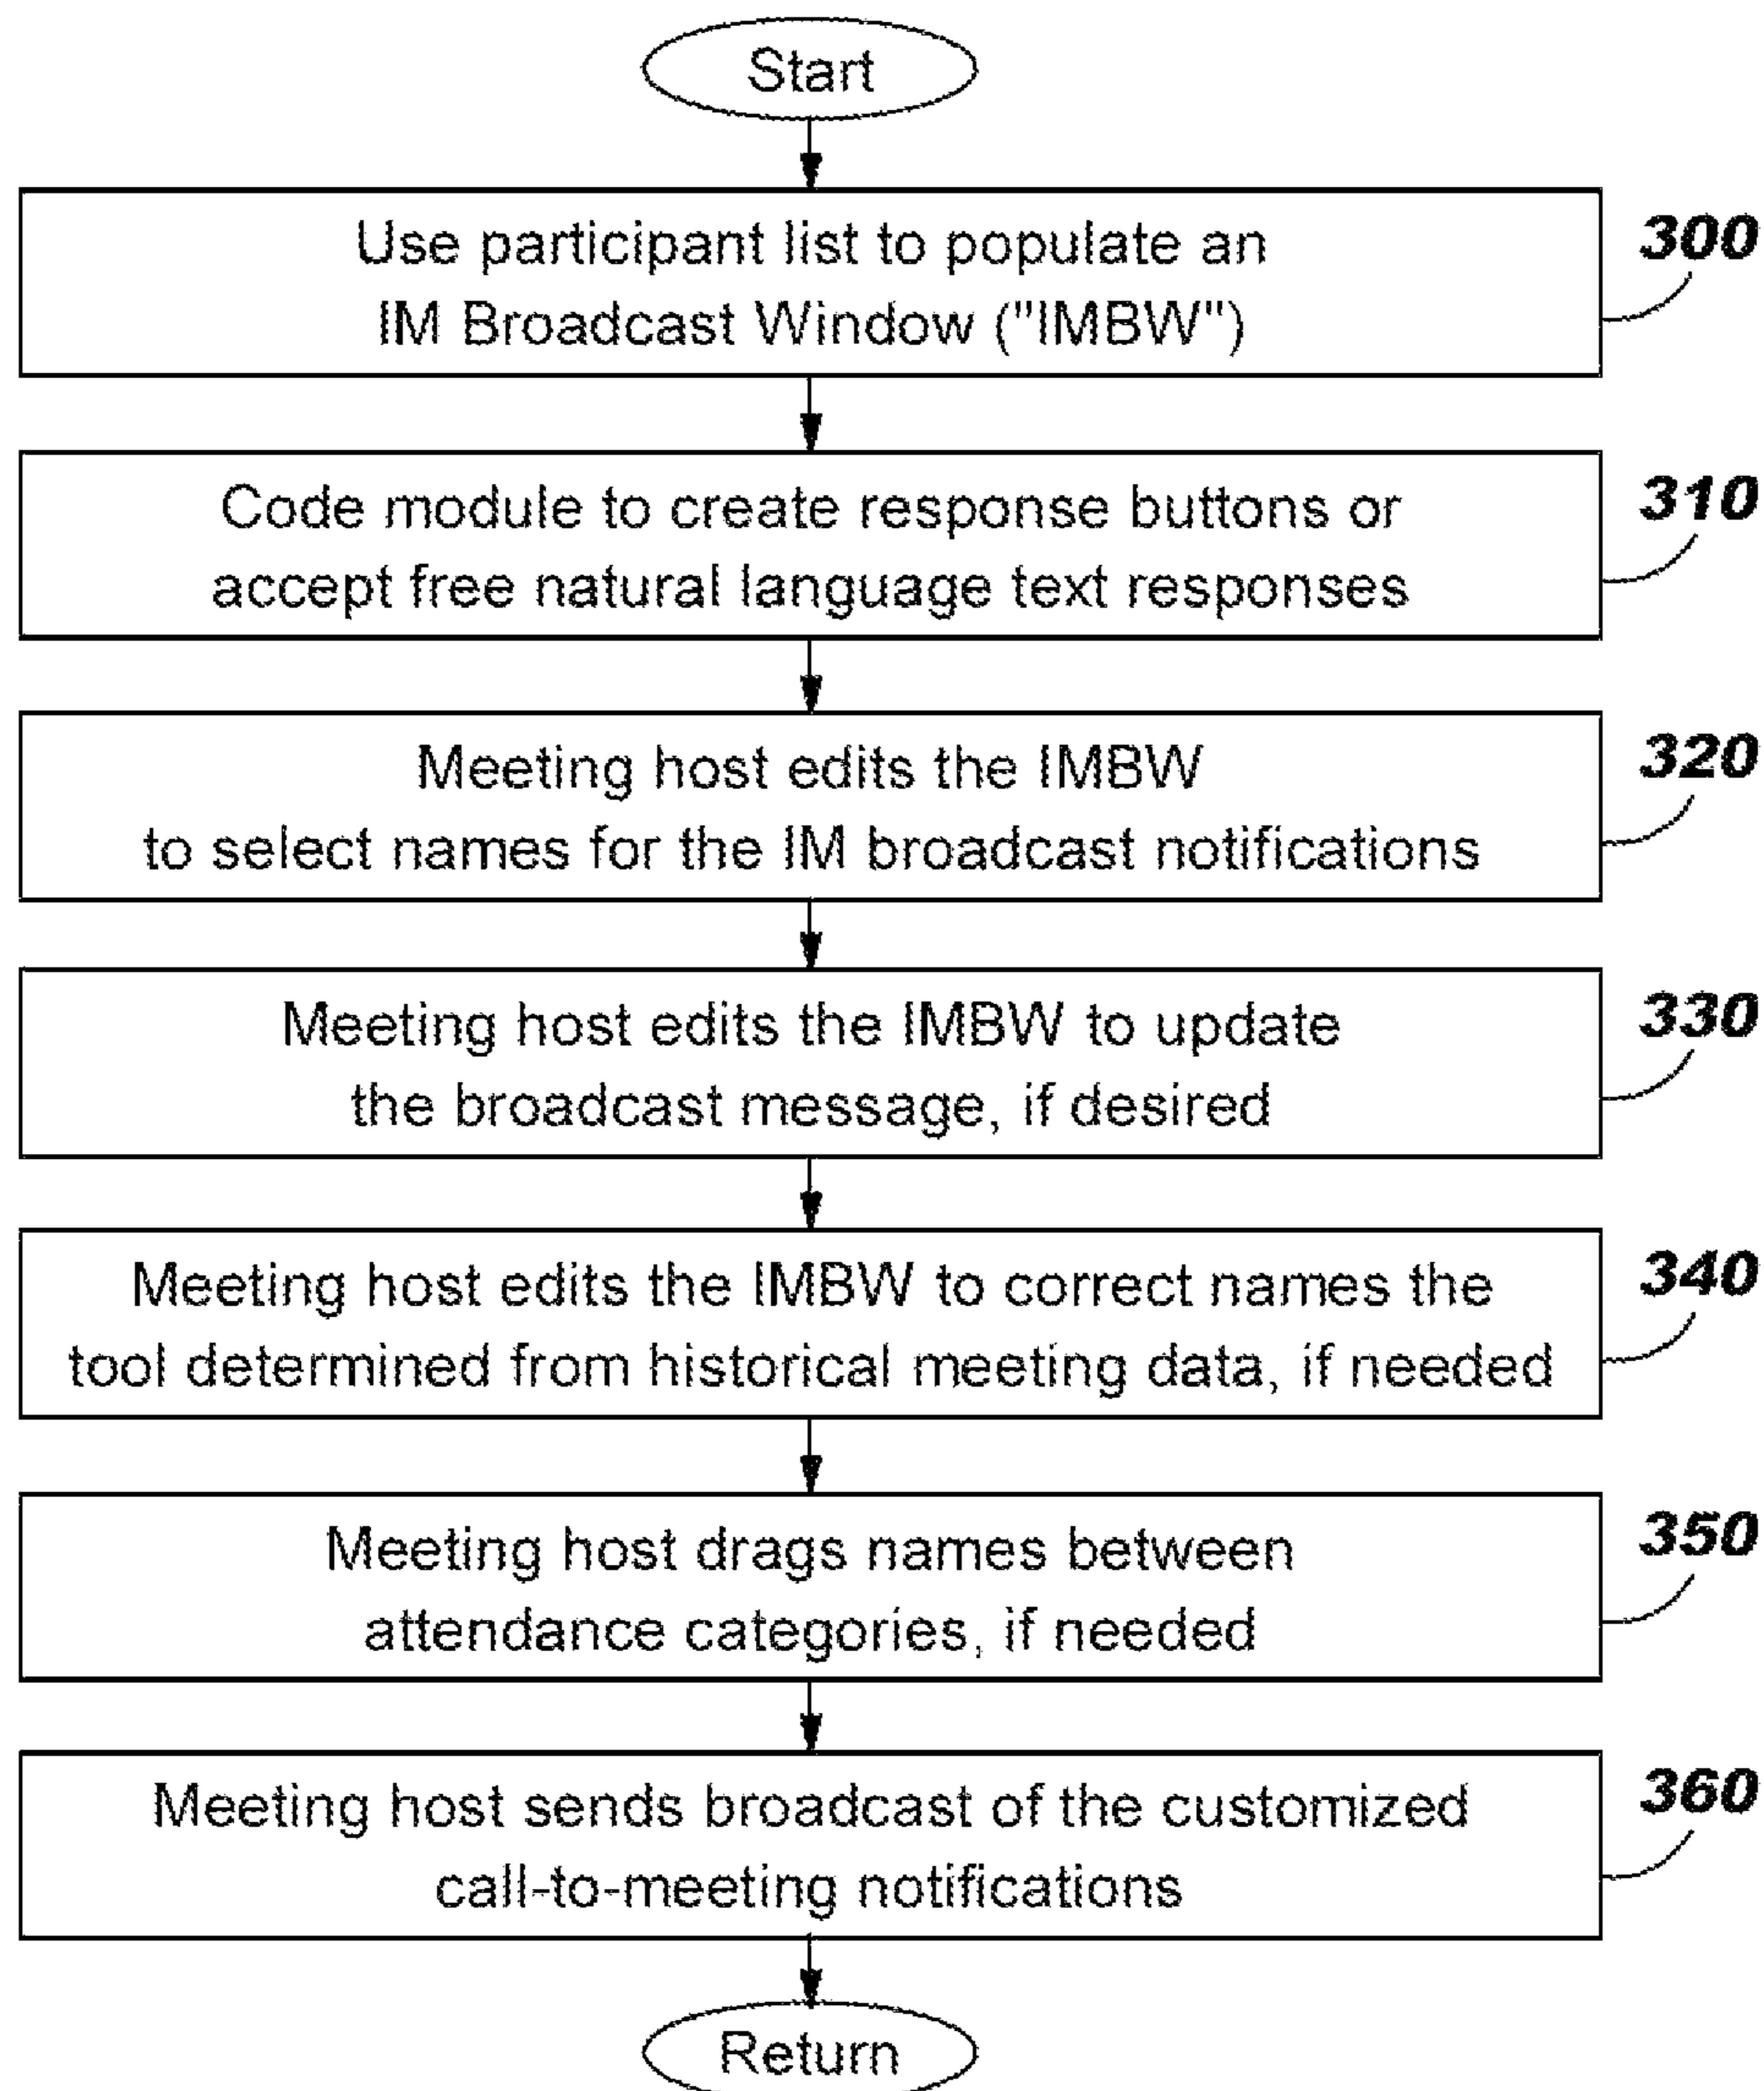 Start
Use participant list to populate an
IM Broadcast Window ("IMBW")
300
Code module to create response buttons or
accept free natural language text responses
310
Meeting host edits the IMBW
to select names for the IM broadcast notifications
320
Meeting host edits the IMBW to update
the broadcast message, if desired
330
Meeting host edits the IMBW to correct names the
tool determined from historical meeting data, if needed
340
Meeting host drags names between
attendance categories, if needed
350
Meeting host sends broadcast of the customized
call-to-meeting notifications
360
Return